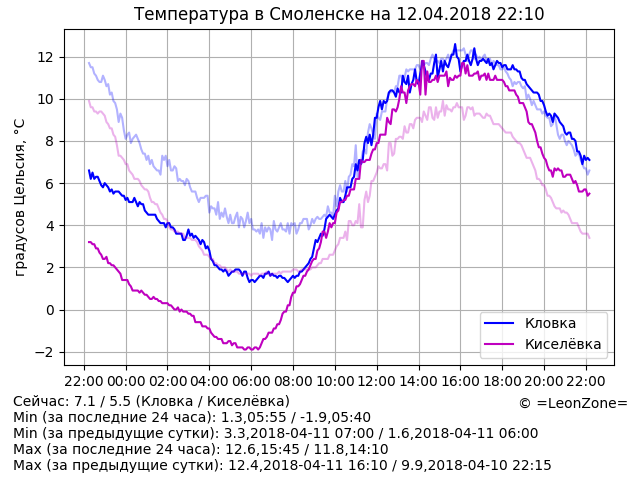 Температура в Смоленске на 12.04.2018 22:10
градусов Цельсия, °C
12
10
8
6
4
2
0
−2
22:00 00:00 02:00 04:00 06:00 08:00 10:00 12:00 14:00 16:00 18:00 20:00 22:00
Кловка
Киселёвка
Сейчас: 7.1 / 5.5 (Кловка / Киселёвка)
© =LeonZone=
Min (за последние 24 часа): 1.3,05:55 / -1.9,05:40
Min (за предыдущие сутки): 3.3,2018-04-11 07:00 / 1.6,2018-04-11 06:00
Max (за последние 24 часа): 12.6,15:45 / 11.8,14:10
Max (за предыдущие сутки): 12.4,2018-04-11 16:10 / 9.9,2018-04-10 22:15